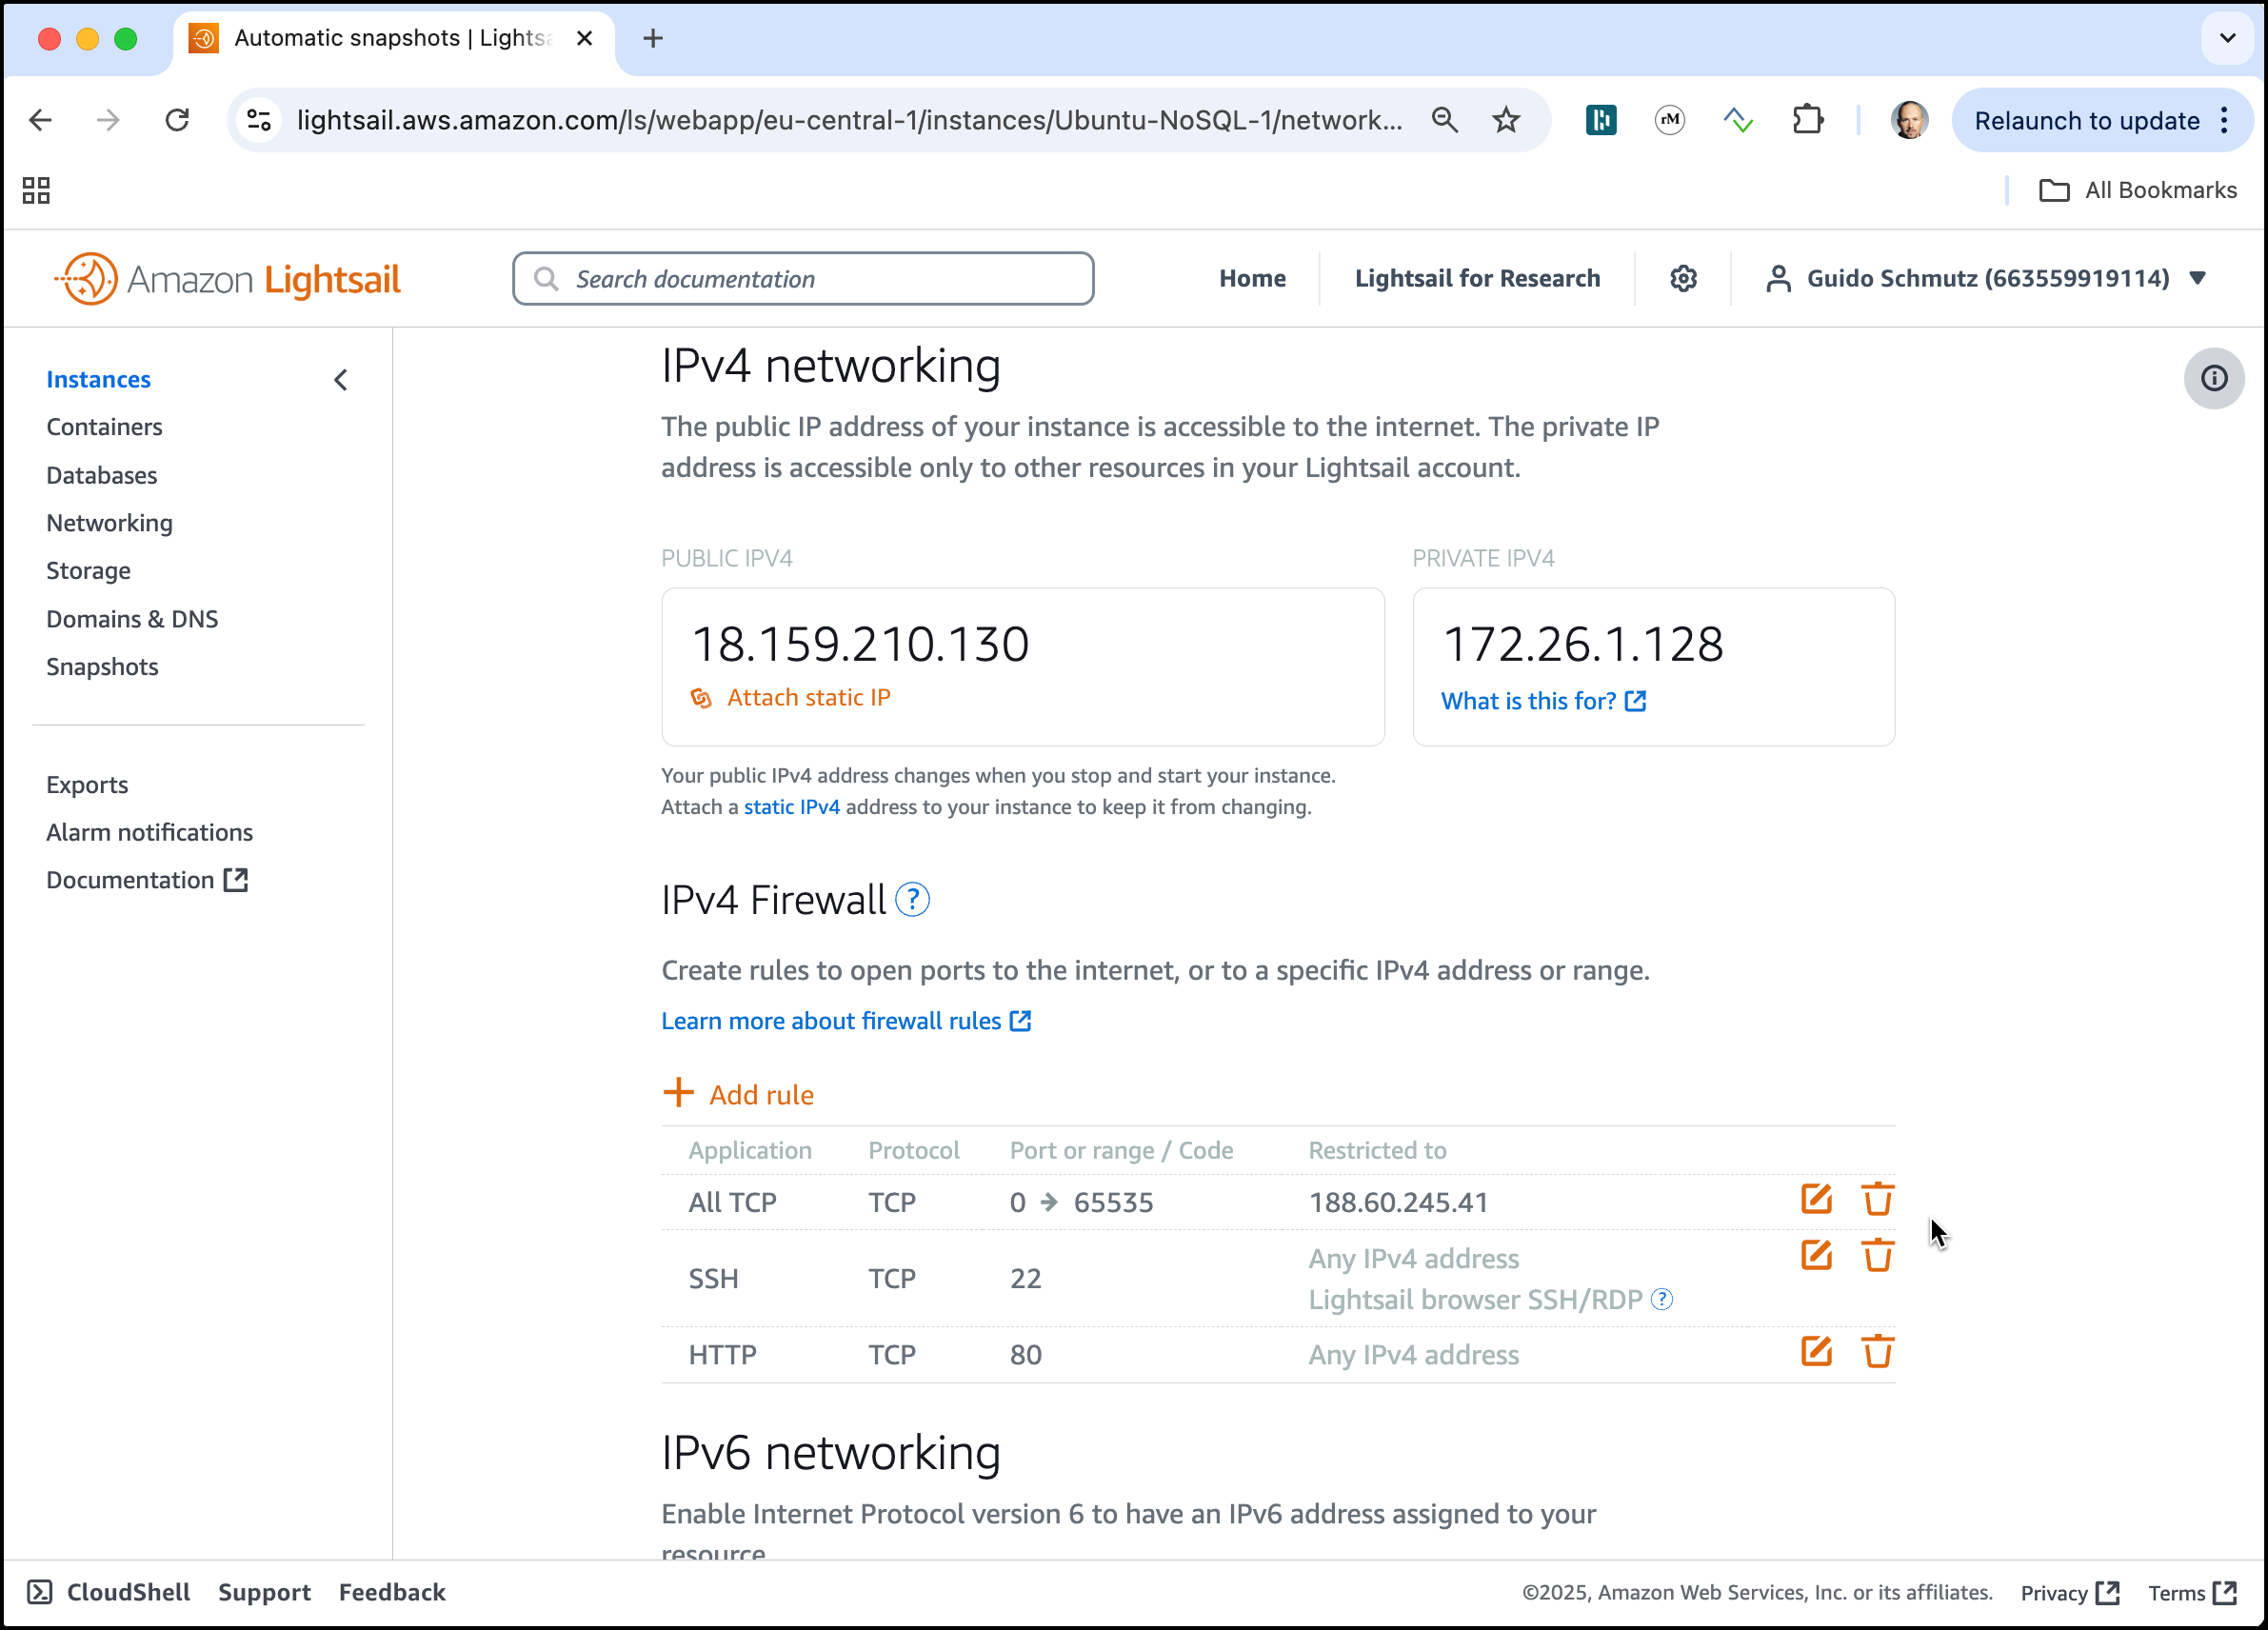 Automatic snapshots | Lights
lightsail.aws.amazon.com/ls/webapp/eu-central-1/instances/Ubuntu-NoSQL-1/network...
rM
Relaunch to update
All Bookmarks
Amazon Lightsail
Search documentation
Home
Lightsail for Research
Guido Schmutz (663559919114)
Instances
Containers
Databases
Networking
Storage
Domains & DNS
Snapshots
Exports
Alarm notifications
Documentation
IPv4 networking
The public IP address of your instance is accessible to the internet. The private IP
address is accessible only to other resources in your Lightsail account.
PUBLIC IPV4
18.159.210.130
Attach static IP
PRIVATE IPV4
172.26.1.128
What is this for?
Your public IPv4 address changes when you stop and start your instance.
Attach a static IPv4 address to your instance to keep it from changing.
IPv4 Firewall ?
Create rules to open ports to the internet, or to a specific IPv4 address or range.
Learn more about firewall rules
+ Add rule
Application Protocol Port or range / Code Restricted to
All TCP TCP 0 → 65535 188.60.245.41
SSH TCP 22 Any IPv4 address
Lightsail browser SSH/RDP ?
HTTP TCP 80 Any IPv4 address
IPv6 networking
Enable Internet Protocol version 6 to have an IPv6 address assigned to your
resource
CloudShell Support Feedback
©2025, Amazon Web Services, Inc. or its affiliates. Privacy Terms